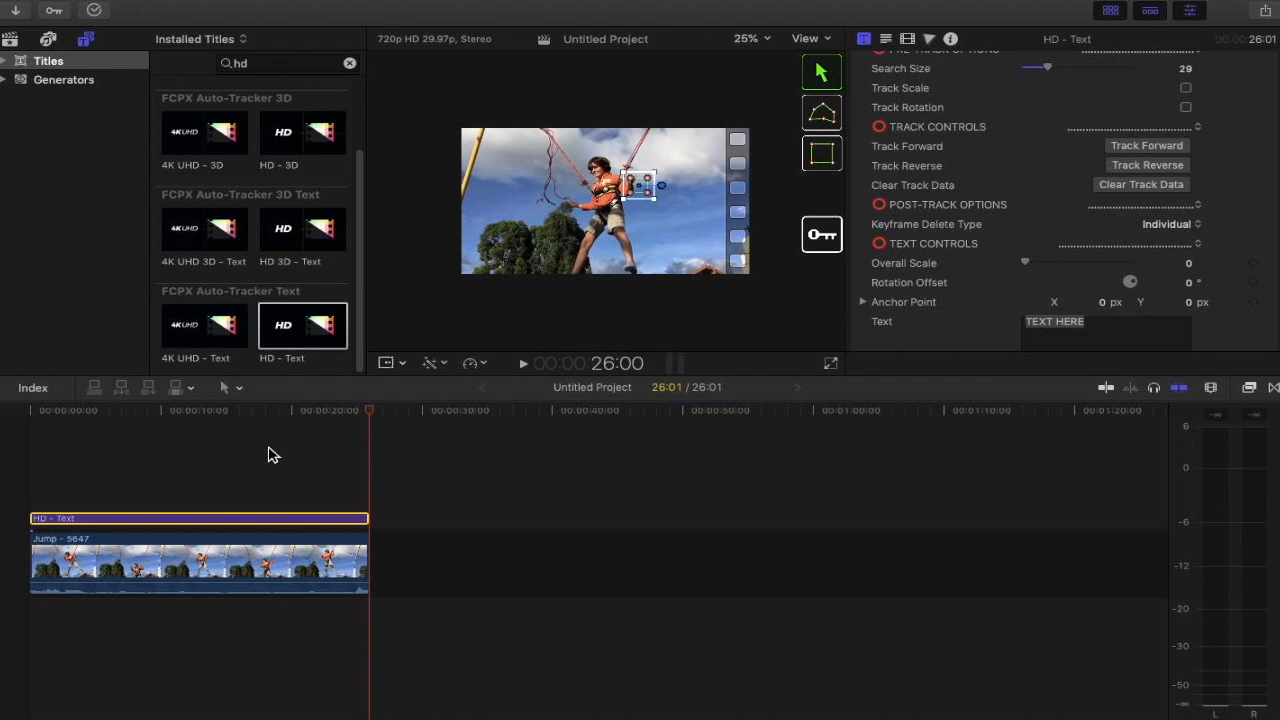 Installed Titles
720p HD 29.97p, Stereo
Untitled Project
25%
View
HD - Text
00:00:26:01
Titles
hd
Generators
FCPX Auto-Tracker 3D
4K UHD
HD
4K UHD - 3D
HD - 3D
FCPX Auto-Tracker 3D Text
4K UHD
HD
4K UHD 3D - Text
HD 3D - Text
FCPX Auto-Tracker Text
4K UHD
HD
4K UHD - Text
HD - Text
PRE-TRACK OPTIONS
Search Size 29
Track Scale
Track Rotation
TRACK CONTROLS
Track Forward Track Forward
Track Reverse Track Reverse
Clear Track Data Clear Track Data
POST-TRACK OPTIONS
Keyframe Delete Type Individual
TEXT CONTROLS
Overall Scale 0
Rotation Offset 0 °
Anchor Point X 0 px Y 0 px
Text TEXT HERE
00:00:26:00
Index
Untitled Project 26:01 / 26:01
00:00:00:00 00:00:10:00 00:00:20:00 00:00:30:00 00:00:40:00 00:00:50:00 00:01:00:00 00:01:10:00 00:01:20:00
HD - Text
Jump - 5647
-∞ -∞
6
0
-6
-12
-20
-30
-50
-∞
L R